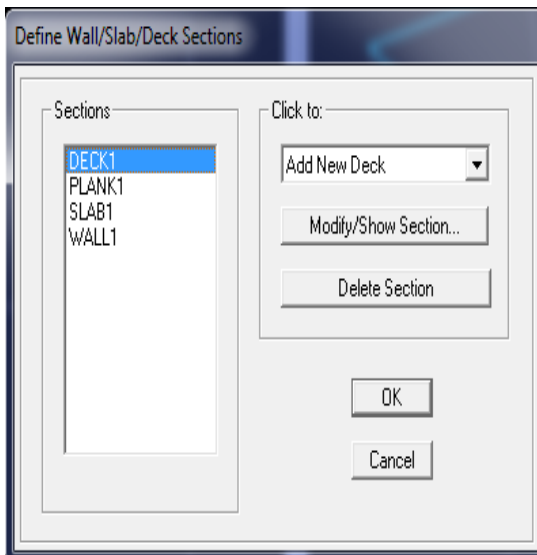 Define Wall/Slab/Deck Sections
Sections
DECK1
PLANK1
SLAB1
WALL1
Click to:
Add New Deck
Modify/Show Section...
Delete Section
OK
Cancel